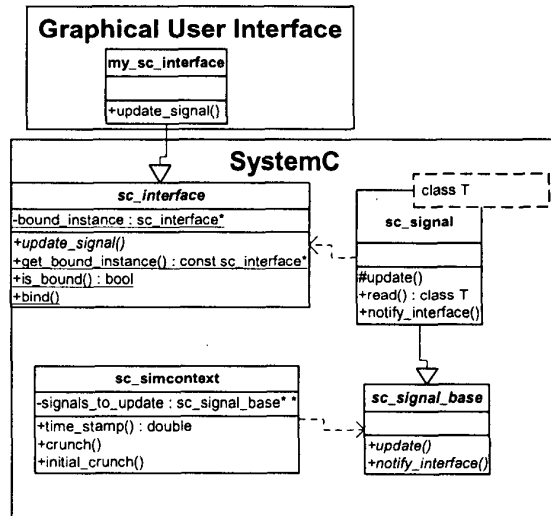 Graphical User Interface
my_sc_interface
+update_signal()
SystemC
sc_interface
-bound_instance : sc_interface*
+update_signal()
+get_bound_instance() : const sc_interface*
+is_bound() : bool
+bind()
class T
sc_signal
#update()
+read() : class T
+notify_interface()
sc_simcontext
-signals_to_update : sc_signal_base* *
+time_stamp() : double
+crunch()
+initial_crunch()
sc_signal_base
+update()
+notify_interface()